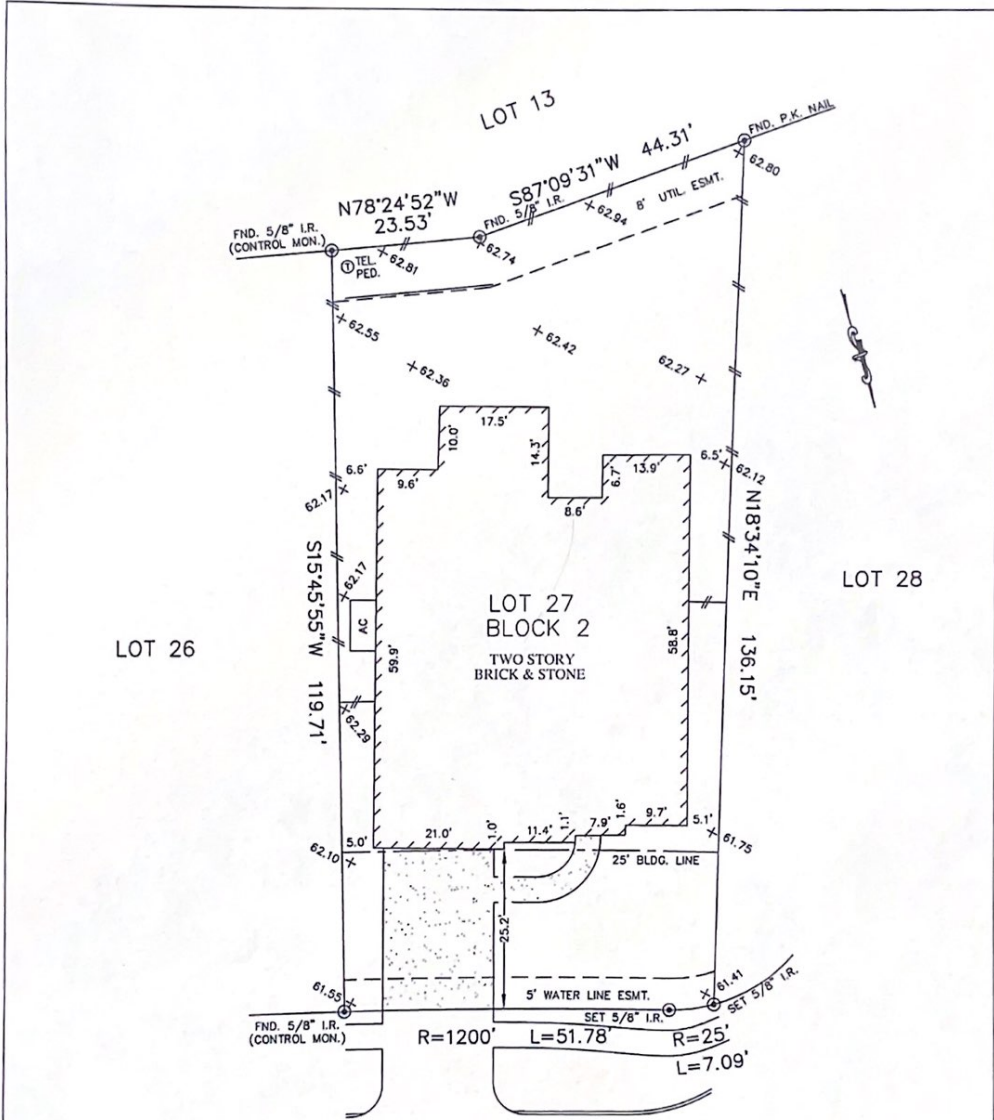 LOT 13
FND. P.K. NAIL
44.31'
S87°09'31"W
62.80
N78°24'52"W
23.53'
FND. 5/8" I.R.
8' UTIL. ESMT.
62.94
FND. 5/8" I.R.
(CONTROL MON.)
T TEL.
PED.
62.81
62.74
62.55
62.42
62.36
62.27
17.5'
10.0'
14.3'
6.6'
9.6'
8.6'
6.7'
13.9'
6.5'
62.12
62.17
S15°45'55"W 119.71'
62.17
AC
59.9'
LOT 27
BLOCK 2
TWO STORY
BRICK & STONE
58.8'
N18°34'10"E 136.15'
LOT 28
LOT 26
62.29
21.0'
1.0'
11.4'
1.1'
7.9'
1.6'
9.7'
5.1'
61.75
62.10
5.0'
25' BLDG. LINE
25.2'
61.55
5' WATER LINE ESMT.
61.41
SET 5/8" I.R.
SET 5/8" I.R.
FND. 5/8" I.R.
(CONTROL MON.)
R=1200' L=51.78' R=25'
L=7.09'